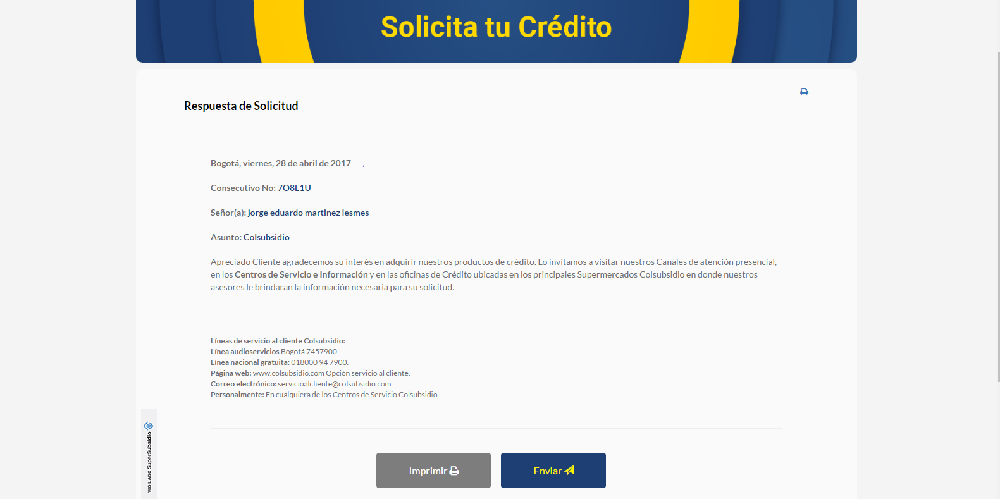 Solicita tu Crédito
Respuesta de Solicitud
Bogotá, viernes, 28 de abril de 2017 .
Consecutivo No: 7O8L1U
Señor(a): jorge eduardo martinez lesmes
Asunto: Colsubsidio
Apreciado Cliente agradecemos su interés en adquirir nuestros productos de crédito. Lo invitamos a visitar nuestros Canales de atención presencial,
en los Centros de Servicio e Información y en las oficinas de Crédito ubicadas en los principales Supermercados Colsubsidio en donde nuestros
asesores le brindaran la información necesaria para su solicitud.
Líneas de servicio al cliente Colsubsidio:
Línea audioservicios Bogotá 7457900.
Línea nacional gratuita: 018000 94 7900.
Página web: www.colsubsidio.com Opción servicio al cliente.
Correo electrónico: servicioalcliente@colsubsidio.com
Personalmente: En cualquiera de los Centros de Servicio Colsubsidio.
VIGILADO SuperSubsidio
Imprimir
Enviar